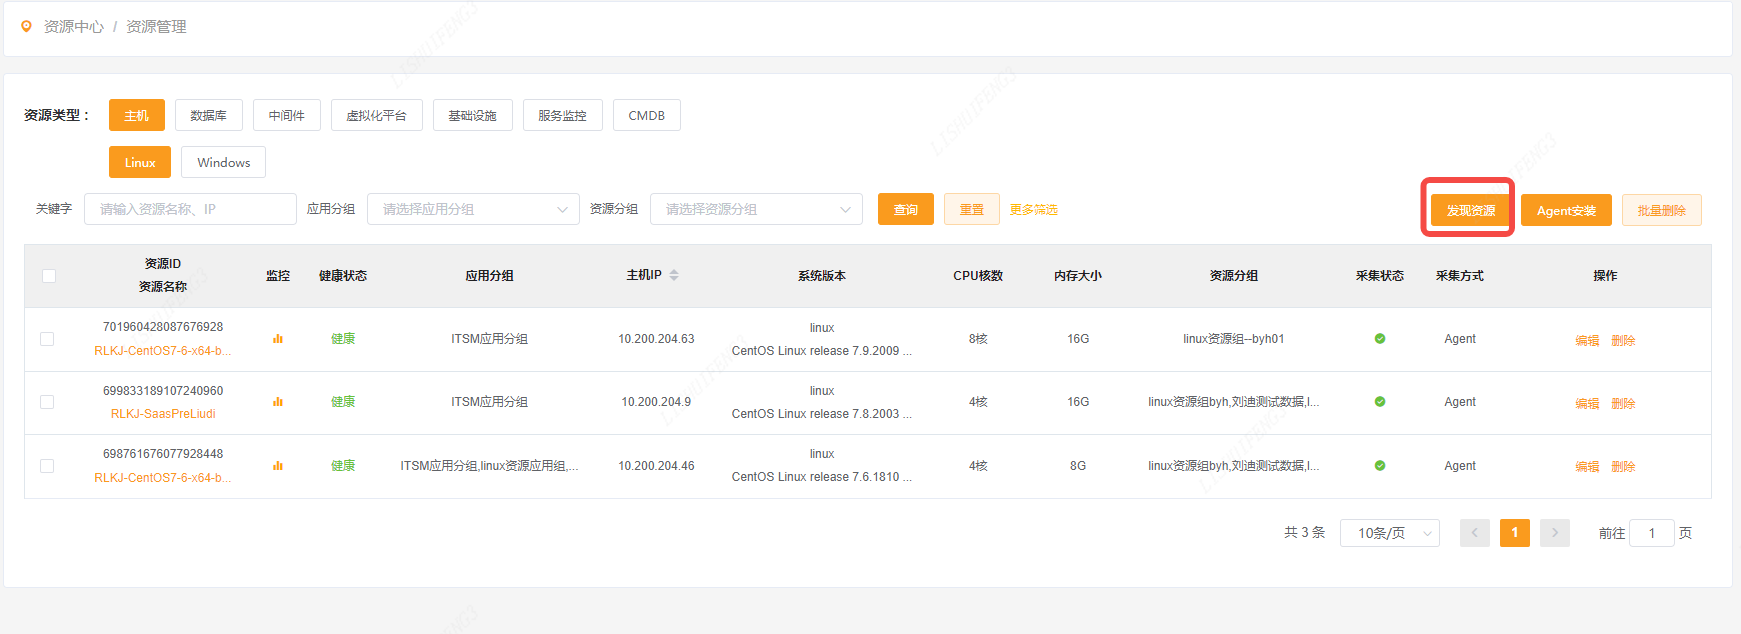 资源中心 / 资源管理
资源类型： 主机 数据库 中间件 虚拟化平台 基础设施 服务监控 CMDB
Linux Windows
关键字 请输入资源名称、IP 应用分组 请选择应用分组 资源分组 请选择资源分组 查询 重置 更多筛选 发现资源 Agent安装 批量删除
资源ID
资源名称 监控 健康状态 应用分组 主机IP 系统版本 CPU核数 内存大小 资源分组 采集状态 采集方式 操作
701960428087676928 linux
RLKJ-CentOS7-6-x64-b... 健康 ITSM应用分组 10.200.204.63 CentOS Linux release 7.9.2009 ... 8核 16G linux资源组--byh01 Agent 编辑 删除
699833189107240960 linux
RLKJ-SaasPreLiudi 健康 ITSM应用分组 10.200.204.9 CentOS Linux release 7.8.2003 ... 4核 16G linux资源组byh,刘迪测试数据,l... Agent 编辑 删除
698761676077928448 linux
RLKJ-CentOS7-6-x64-b... 健康 ITSM应用分组,linux资源应用组,... 10.200.204.46 CentOS Linux release 7.6.1810 ... 4核 8G linux资源组byh,刘迪测试数据,l... Agent 编辑 删除
共 3 条 10条/页 1 前往 1 页
LISHUIFENG3
LISHUIFENG3